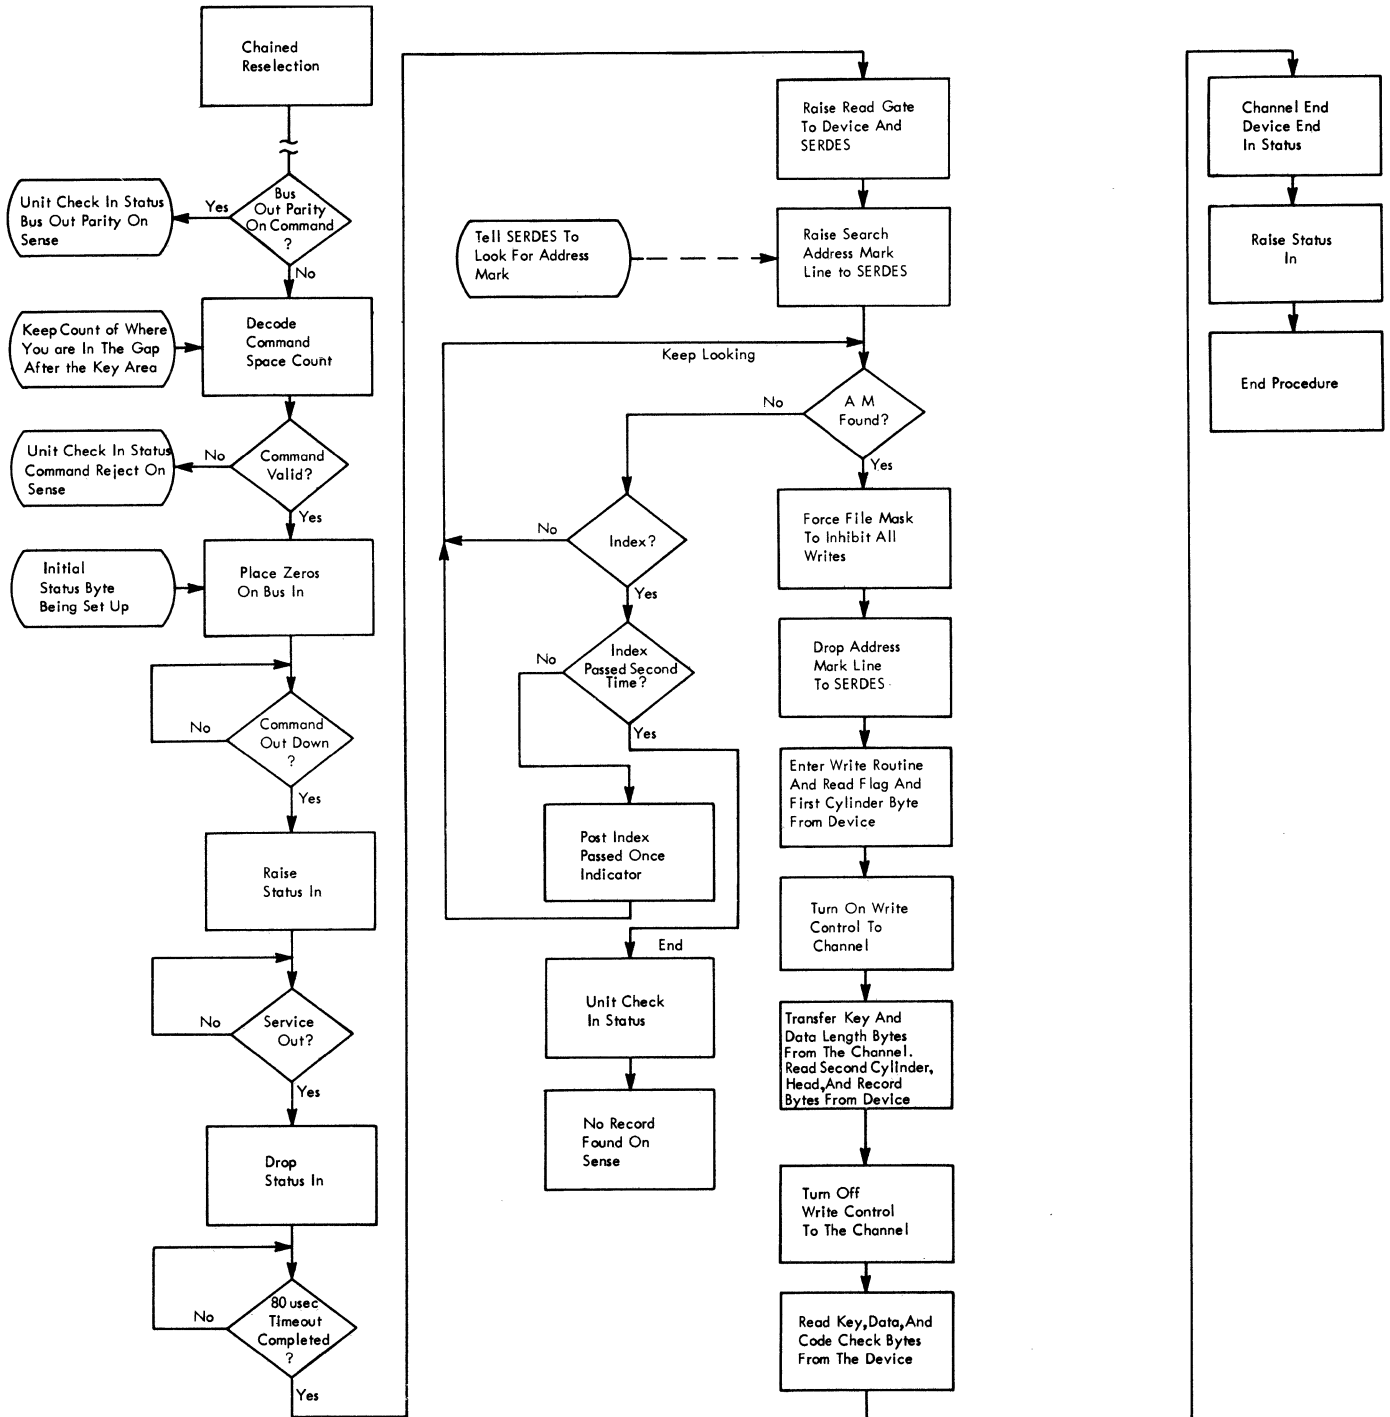 Chained
Reselection
Bus
Out Parity
On Command
?
Yes
Unit Check In Status
Bus Out Parity On
Sense
No
Keep Count of Where
You are In The Gap
After the Key Area
Decode
Command
Space Count
Command
Valid?
No
Unit Check In Status
Command Reject On
Sense
Yes
Initial
Status Byte
Being Set Up
Place Zeros
On Bus In
Command
Out Down
?
No
Yes
Raise
Status In
Service
Out?
No
Yes
Drop
Status In
80 usec
Timeout
Completed
?
No
Yes
Raise Read Gate
To Device And
SERDES
Tell SERDES To
Look For Address
Mark
Raise Search
Address Mark
Line to SERDES
Keep Looking
A M
Found?
No
Yes
Index?
No
Yes
Index
Passed Second
Time?
No
Yes
Post Index
Passed Once
Indicator
End
Unit Check
In Status
No Record
Found On
Sense
Force File Mask
To Inhibit All
Writes
Drop Address
Mark Line
To SERDES
Enter Write Routine
And Read Flag And
First Cylinder Byte
From Device
Turn On Write
Control To
Channel
Transfer Key And
Data Length Bytes
From The Channel.
Read Second Cylinder,
Head,And Record
Bytes From Device
Turn Off
Write Control
To The Channel
Read Key,Data,And
Code Check Bytes
From The Device
Channel End
Device End
In Status
Raise Status
In
End Procedure